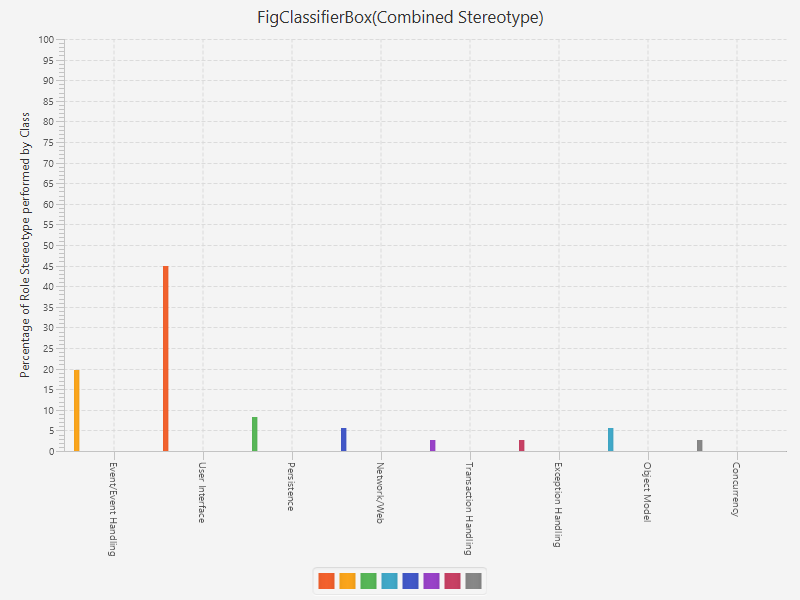 FigClassifierBox(Combined Stereotype)
Percentage of Role Stereotype performed by Class
100
95
90
85
80
75
70
65
60
55
50
45
40
35
30
25
20
15
10
5
0
Event/Event Handling
User Interface
Persistence
Network/Web
Transaction Handling
Exception Handling
Object Model
Concurrency